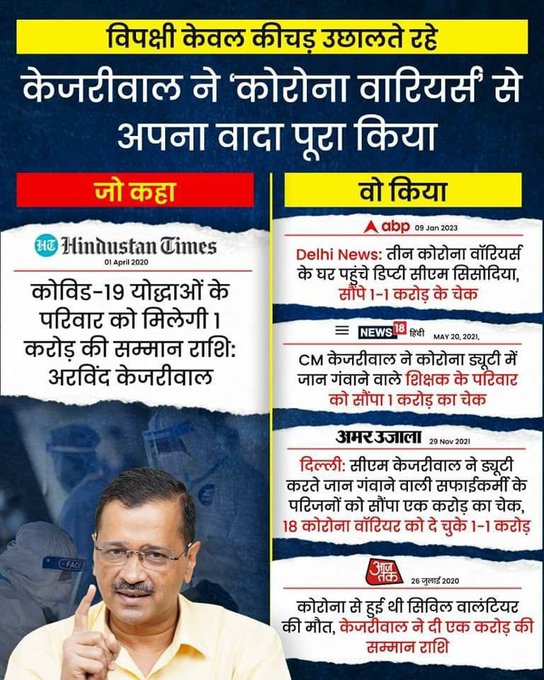 विपक्षी केवल कीचड़ उछालते रहे
केजरीवाल ने ‘कोरोना वारियर्स’ से
अपना वादा पूरा किया
जो कहा
HT Hindustan Times
01 April 2020
कोविड-19 योद्धाओं के
परिवार को मिलेगी 1
करोड़ की सम्मान राशि:
अरविंद केजरीवाल
वो किया
abp 09 Jan 2023
Delhi News: तीन कोरोना वॉरियर्स
के घर पहुंचे डिप्टी सीएम सिसोदिया,
सौंपे 1-1 करोड़ के चेक
NEWS18 हिंदी MAY 20, 2021,
CM केजरीवाल ने कोरोना ड्यूटी में
जान गंवाने वाले शिक्षक के परिवार
को सौंपा 1 करोड़ का चेक
अमर उजाला 29 Nov 2021
दिल्ली: सीएम केजरीवाल ने ड्यूटी
करते जान गंवाने वाली सफाईकर्मी के
परिजनों को सौंपा एक करोड़ का चेक,
18 कोरोना वॉरियर को दे चुके 1-1 करोड़
आज तक 26 जुलाई 2020
कोरोना से हुई थी सिविल वालंटियर
की मौत, केजरीवाल ने दी एक करोड़ की
सम्मान राशि
FACE